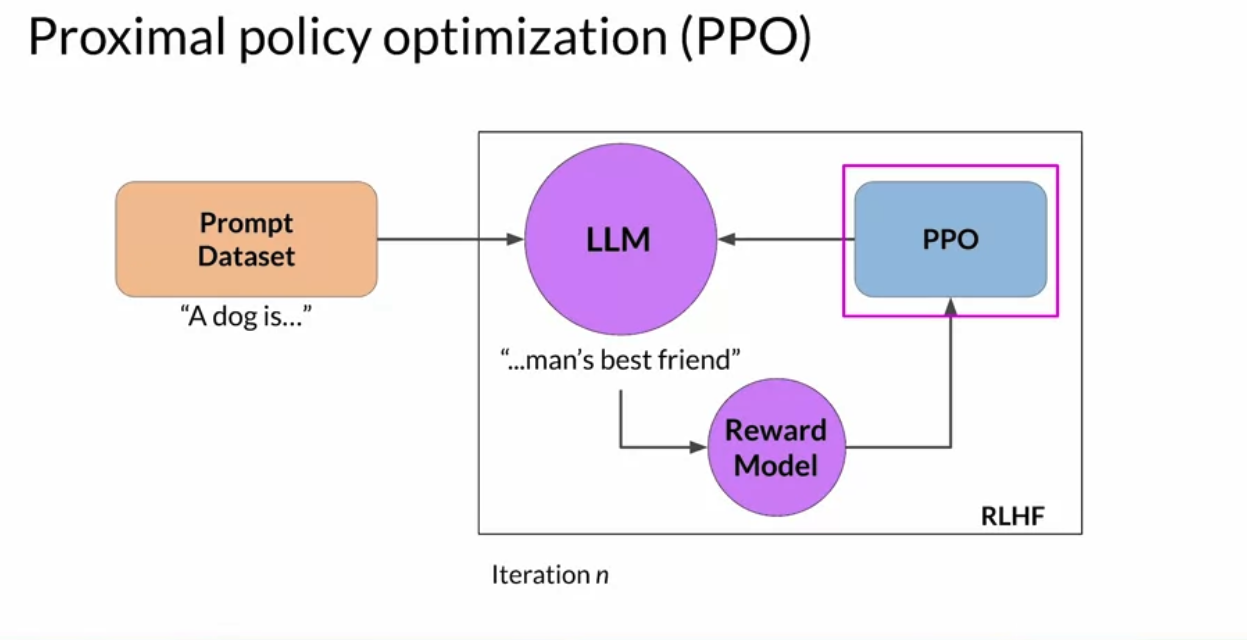 Proximal policy optimization (PPO)
Prompt
Dataset
“A dog is...”
LLM
PPO
“...man’s best friend”
Reward
Model
RLHF
Iteration n